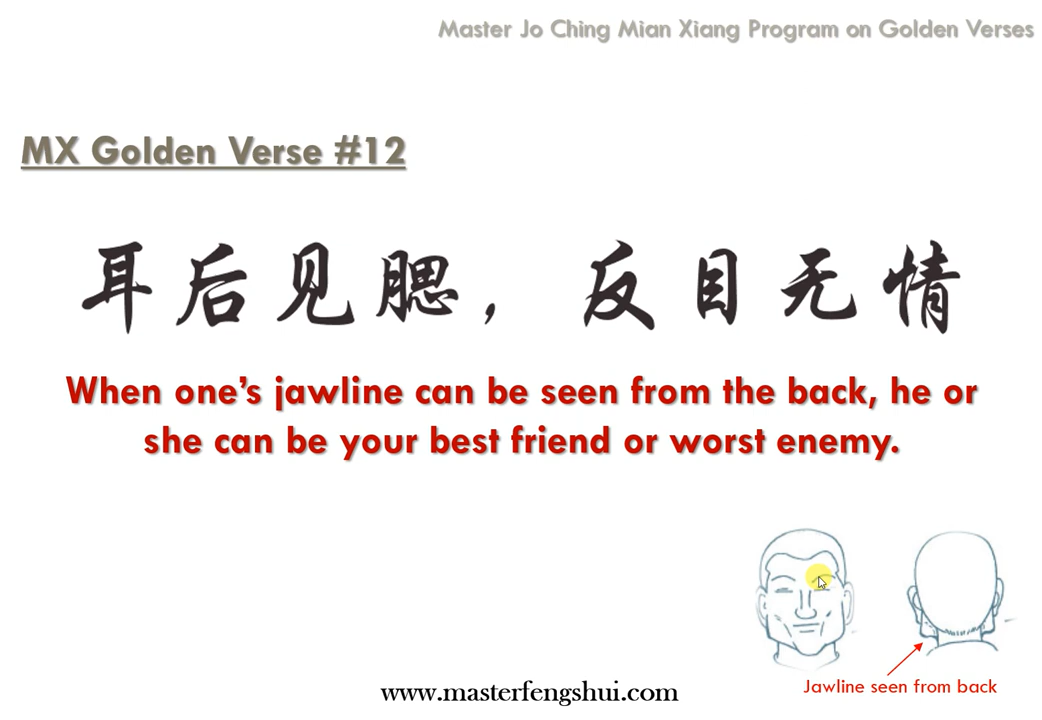 Master Jo Ching Mian Xiang Program on Golden Verses
MX Golden Verse #12
耳后见腮，反目无情
When one’s jawline can be seen from the back, he or
she can be your best friend or worst enemy.
Jawline seen from back
www.masterfengshui.com